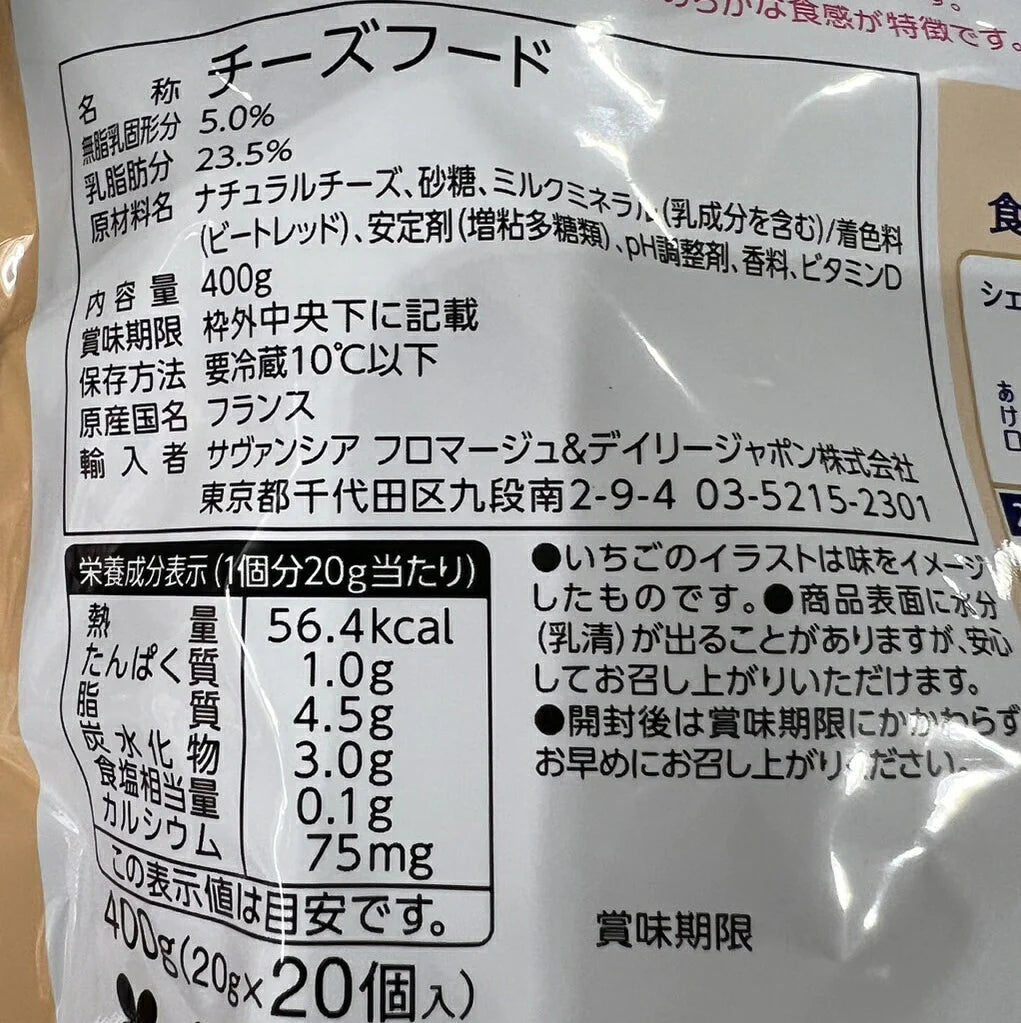 らかな食感が特徴です。
名称 チーズフード
無脂乳固形分 5.0%
乳脂肪分 23.5%
原材料名 ナチュラルチーズ、砂糖、ミルクミネラル(乳成分を含む)/着色料
(ビートレッド)、安定剤(増粘多糖類)、pH調整剤、香料、ビタミンD
内容量 400g
賞味期限 枠外中央下に記載
保存方法 要冷蔵10℃以下
原産国名 フランス
輸入者 サヴァンシア フロマージュ&デイリージャポン株式会社
東京都千代田区九段南2-9-4 03-5215-2301
栄養成分表示(1個分20g当たり)
熱量 56.4kcal
たんぱく質 1.0g
脂質 4.5g
炭水化物 3.0g
食塩相当量 0.1g
カルシウム 75mg
この表示値は目安です。
400g(20g×20個入)
●いちごのイラストは味をイメージ
したものです。●商品表面に水分
(乳清)が出ることがありますが、安心
してお召し上がりいただけます。
●開封後は賞味期限にかかわらず
お早めにお召し上がりください。
賞味期限
食
シェ
あけ
口